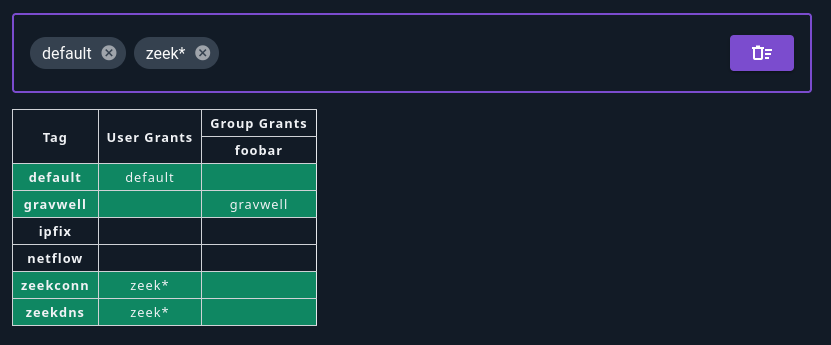 default zeek*
Group Grants
Tag User Grants
foobar
default default
gravwell gravwell
ipfix
netflow
zeekconn zeek*
zeekdns zeek*